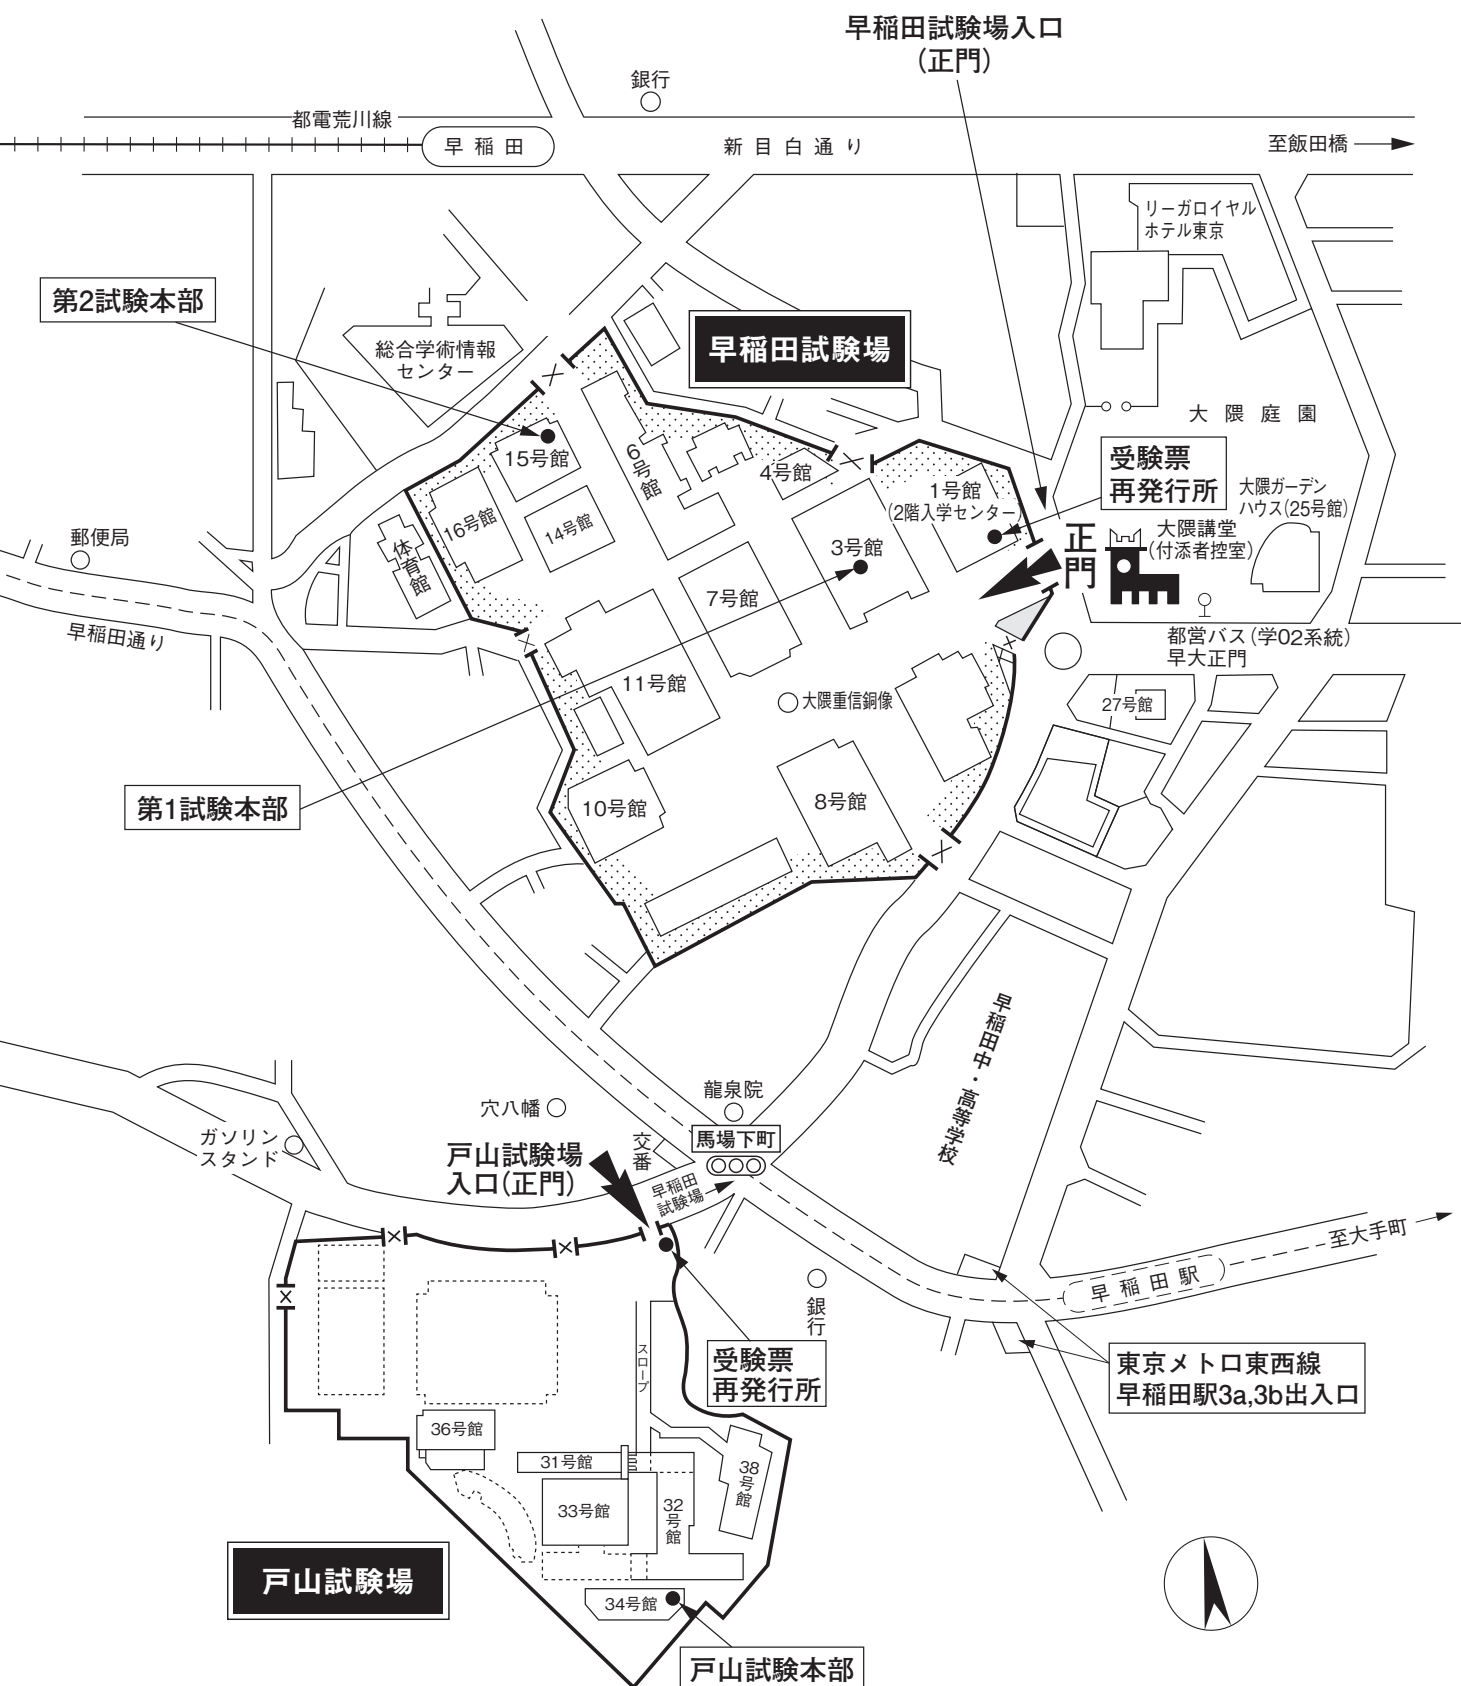 早稲田試験場入口
(正門)
銀行
都電荒川線
早稲田
新目白通り
至飯田橋
リーガロイヤル
ホテル東京
第2試験本部
早稲田試験場
総合学術情報
センター
大隈庭園
受験票
再発行所
15号館
6号館
4号館
1号館
(2階入学センター)
大隈ガーデン
ハウス(25号館)
16号館
14号館
3号館
正門
大隈講堂
(付添者控室)
郵便局
体育館
7号館
早稲田通り
都営バス(学02系統)
早大正門
11号館
大隈重信銅像
27号館
第1試験本部
10号館
8号館
早稲田中・高等学校
穴八幡
龍泉院
ガソリン
スタンド
交番
馬場下町
戸山試験場
入口(正門)
早稲田
試験場
至大手町
早稲田駅
銀行
スロープ
受験票
再発行所
東京メトロ東西線
早稲田駅3a,3b出入口
36号館
31号館
38号館
33号館
32号館
戸山試験場
34号館
戸山試験本部